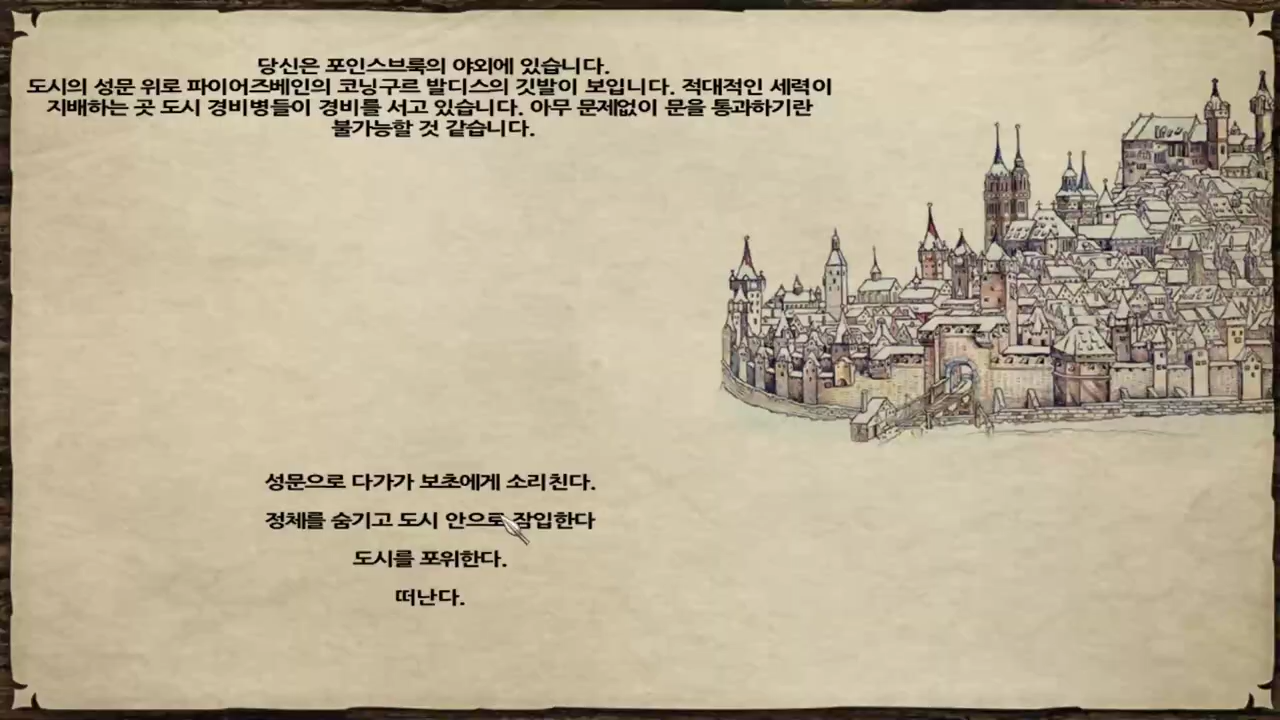 당신은 포인스브룩의 야외에 있습니다.
도시의 성문 위로 파이어즈베인의 코닝구르 발디스의 깃발이 보입니다. 적대적인 세력이
지배하는 곳 도시 경비병들이 경비를 서고 있습니다. 아무 문제없이 문을 통과하기란
불가능할 것 같습니다.
성문으로 다가가 보초에게 소리친다.
정체를 숨기고 도시 안으로 잠입한다
도시를 포위한다.
떠난다.